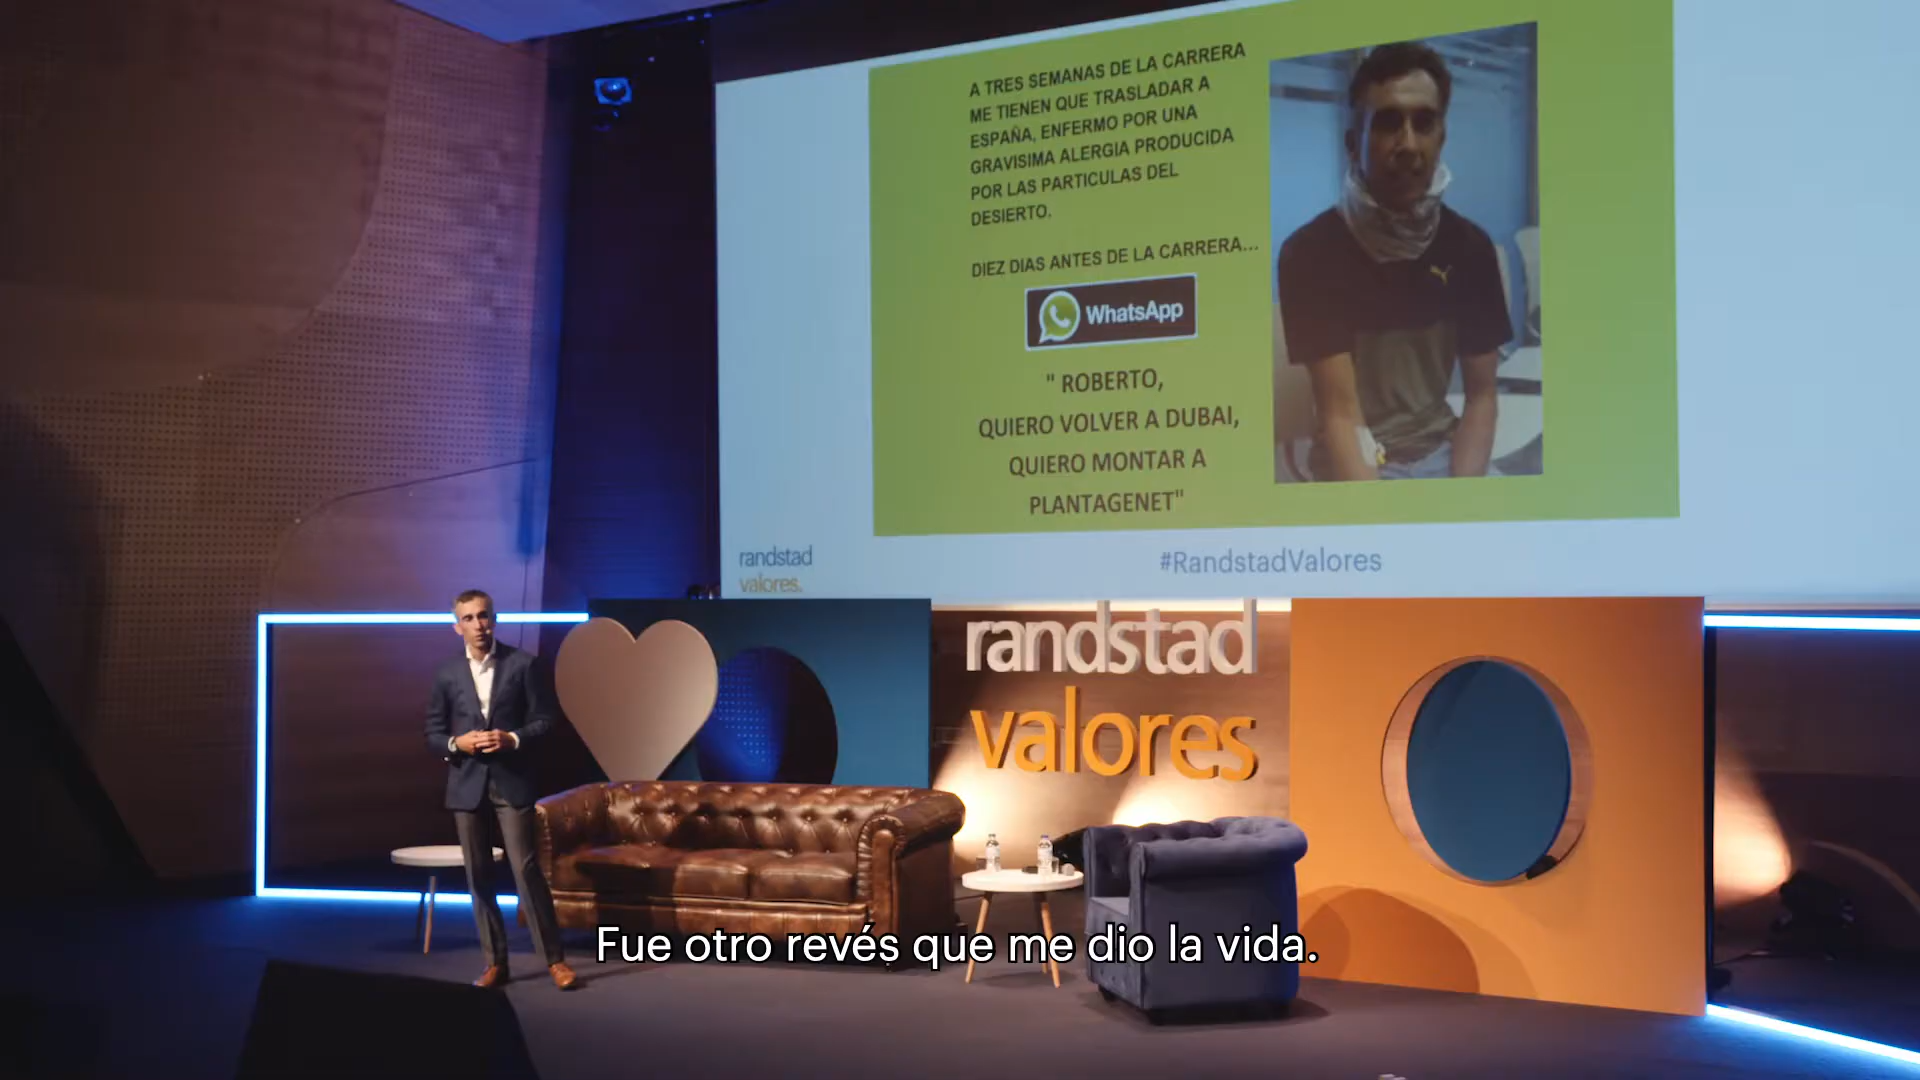 A TRES SEMANAS DE LA CARRERA
ME TIENEN QUE TRASLADAR A
ESPAÑA, ENFERMO POR UNA
GRAVISIMA ALERGIA PRODUCIDA
POR LAS PARTICULAS DEL
DESIERTO.
DIEZ DIAS ANTES DE LA CARRERA...
WhatsApp
" ROBERTO,
QUIERO VOLVER A DUBAI,
QUIERO MONTAR A
PLANTAGENET"
randstad
valores.
#RandstadValores
randstad
valores
Fue otro revés que me dio la vida.